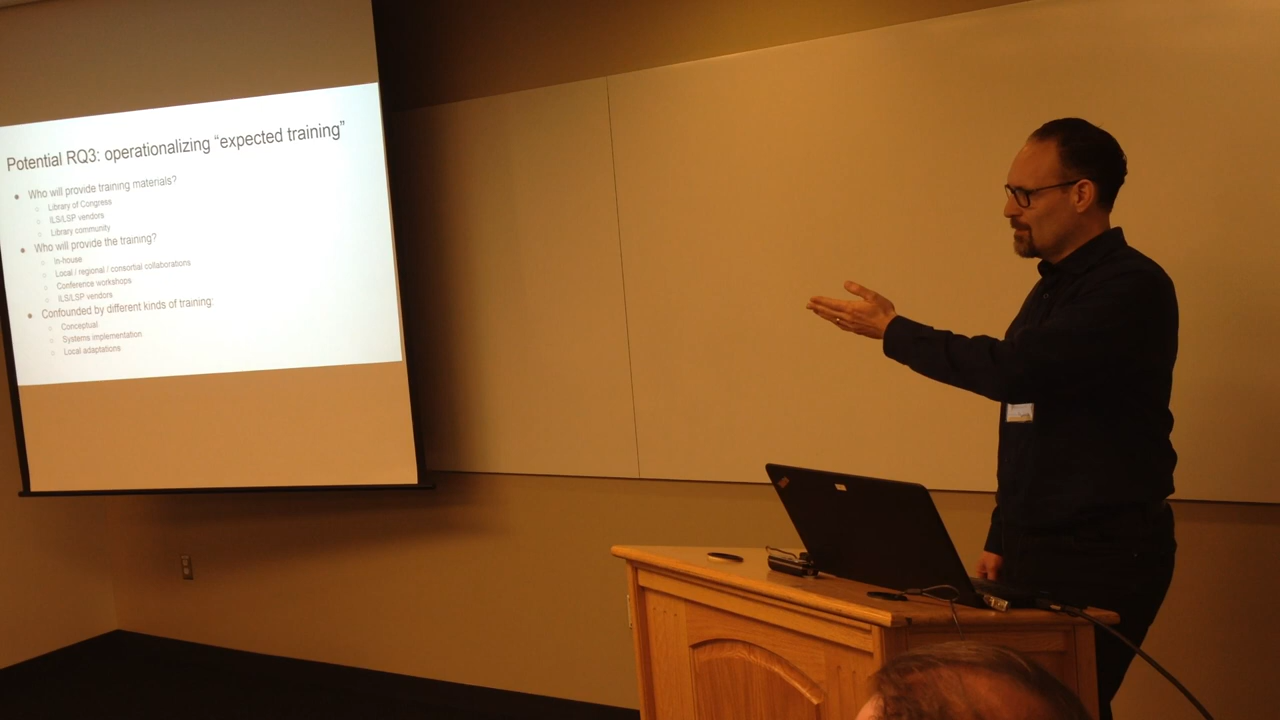 Potential RQ3: operationalizing “expected training”
● Who will provide training materials?
○ Library of Congress
○ ILS/LSP vendors
○ Library community
● Who will provide the training?
○ In-house
○ Local / regional / consortial collaborations
○ Conference workshops
○ ILS/LSP vendors
● Confounded by different kinds of training:
○ Conceptual
○ Systems implementation
○ Local adaptations